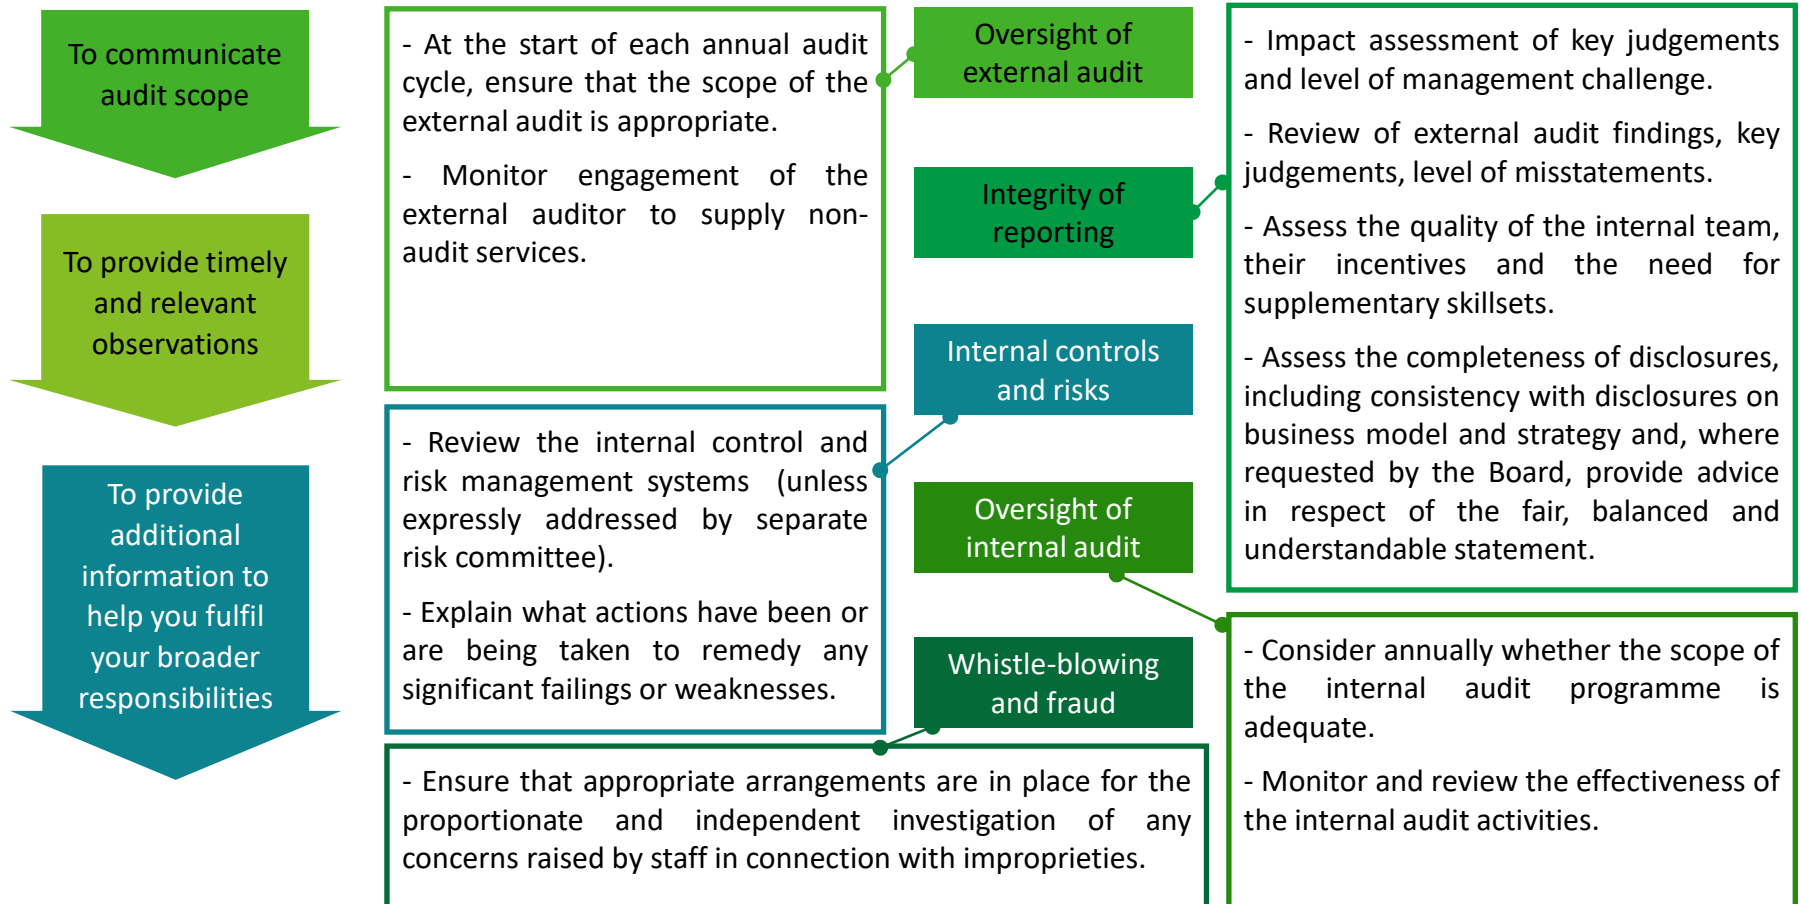 To communicate
audit scope
To provide timely
and relevant
observations
To provide
additional
information to
help you fulfil
your broader
responsibilities
- At the start of each annual audit
cycle, ensure that the scope of the
external audit is appropriate.
- Monitor engagement of the
external auditor to supply non-
audit services.
Oversight of
external audit
Integrity of
reporting
- Impact assessment of key judgements
and level of management challenge.
- Review of external audit findings, key
judgements, level of misstatements.
- Assess the quality of the internal team,
their incentives and the need for
supplementary skillsets.
- Assess the completeness of disclosures,
including consistency with disclosures on
business model and strategy and, where
requested by the Board, provide advice
in respect of the fair, balanced and
understandable statement.
Internal controls
and risks
- Review the internal control and
risk management systems (unless
expressly addressed by separate
risk committee).
- Explain what actions have been or
are being taken to remedy any
significant failings or weaknesses.
Oversight of
internal audit
- Consider annually whether the scope of
the internal audit programme is
adequate.
- Monitor and review the effectiveness of
the internal audit activities.
Whistle-blowing
and fraud
- Ensure that appropriate arrangements are in place for the
proportionate and independent investigation of any
concerns raised by staff in connection with improprieties.